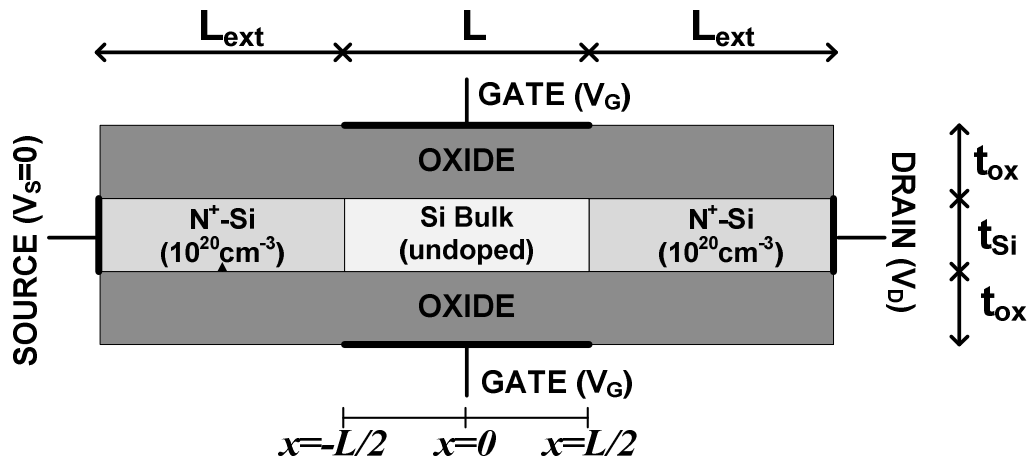 L_ext L L_ext
GATE (V_G)
OXIDE
t_ox
SOURCE (V_S=0)
N⁺-Si
(10²⁰cm⁻³)
Si Bulk
(undoped)
N⁺-Si
(10²⁰cm⁻³)
DRAIN (V_D)
t_Si
OXIDE
t_ox
GATE (V_G)
x=-L/2 x=0 x=L/2